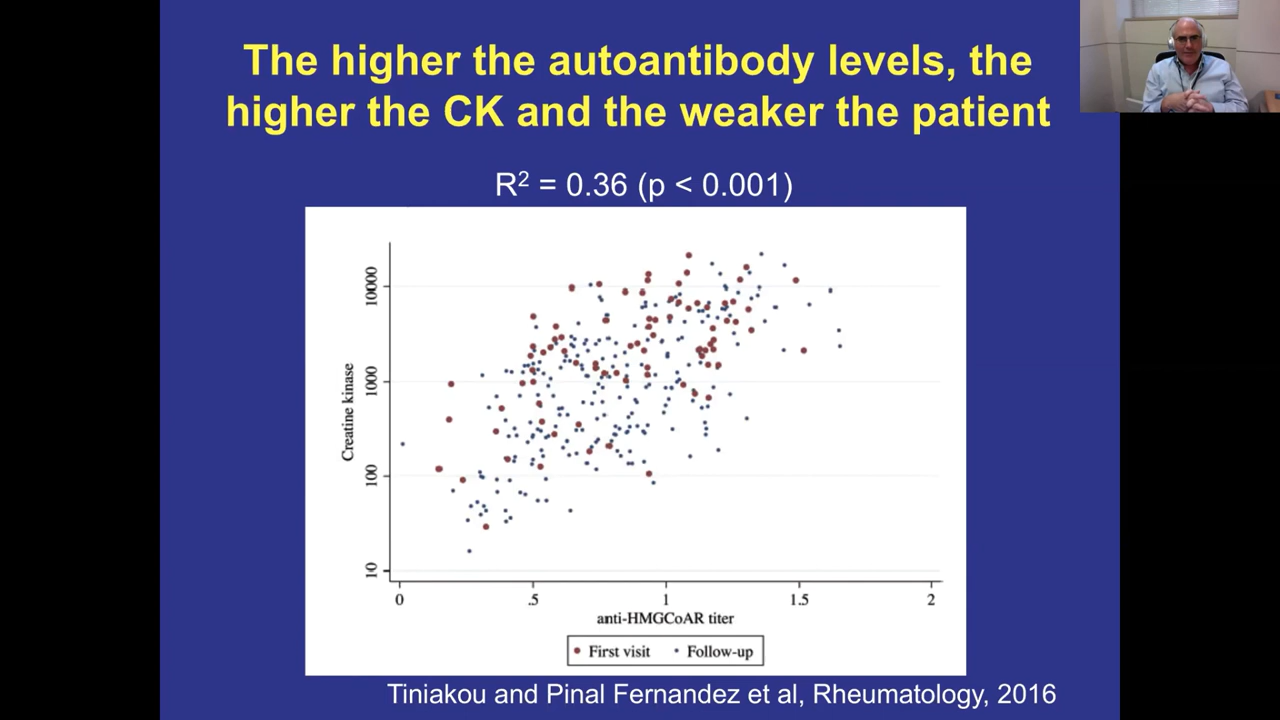 The higher the autoantibody levels, the
higher the CK and the weaker the patient
R² = 0.36 (p < 0.001)
Creatine kinase
10000
1000
100
10
0
.5
1
1.5
2
anti-HMGCoAR titer
First visit
Follow-up
Tiniakou and Pinal Fernandez et al, Rheumatology, 2016